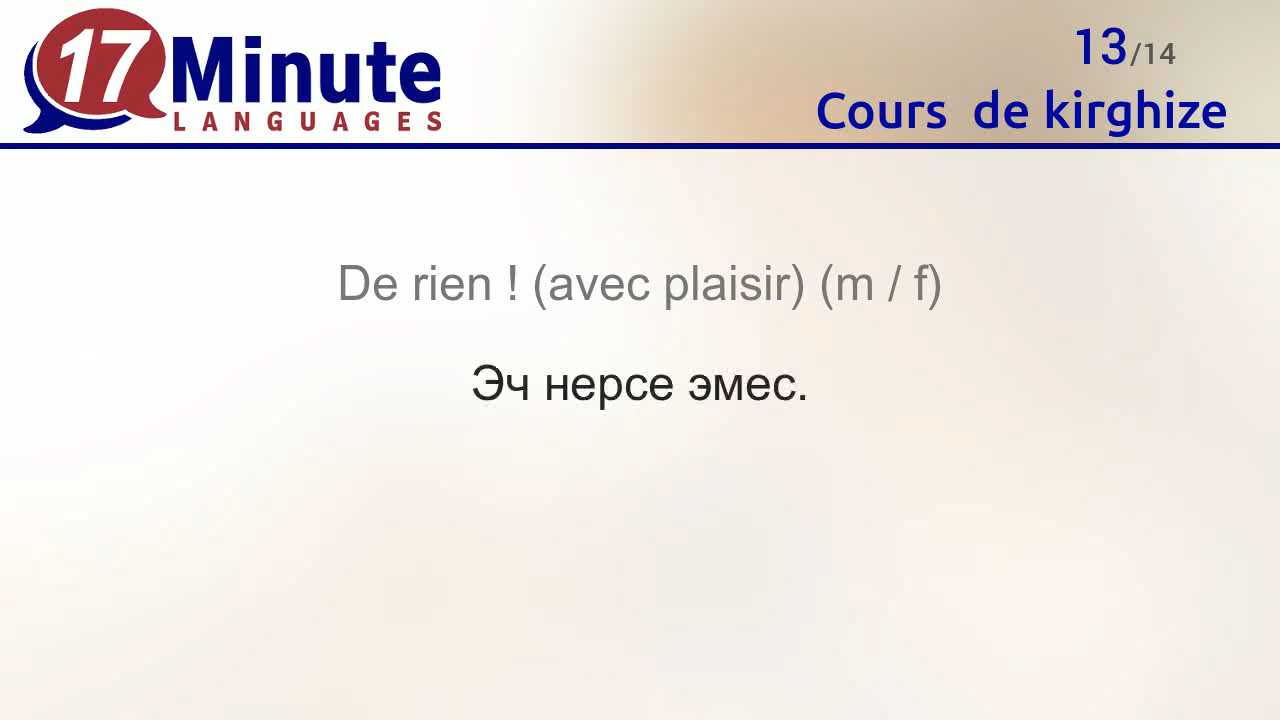 17 Minute
LANGUAGES
13/14
Cours de kirghize
De rien ! (avec plaisir) (m / f)
Эч нерсе эмес.